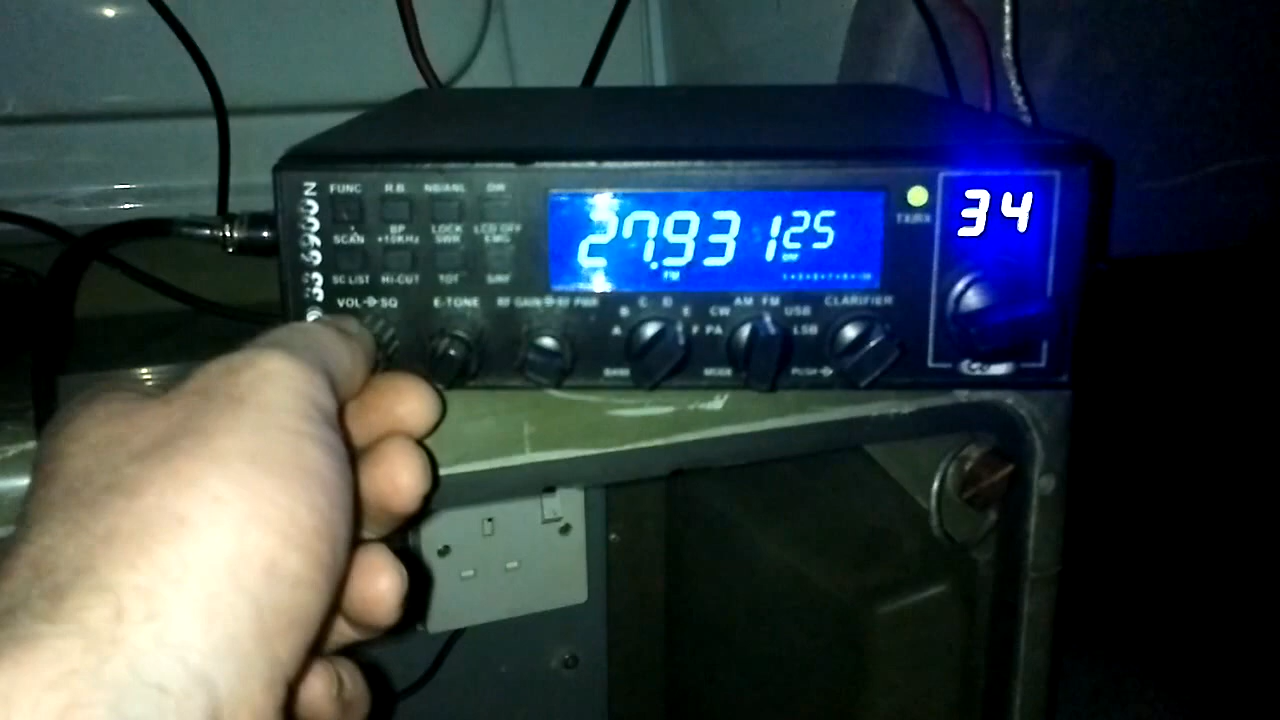 SS 6900N
FUNC R.B NB/ANL DW
SCAN BP +10KHz LOCK SWR LCD OFF EMG
SC LIST HI-CUT TOT S/RF
VOL SQ E-TONE RF GAIN RF PWR
27.931 25
FM
TX/RX
34
A B C D E F
BAND
PA CW AM FM USB LSB
MODE
CLARIFIER
PUSH